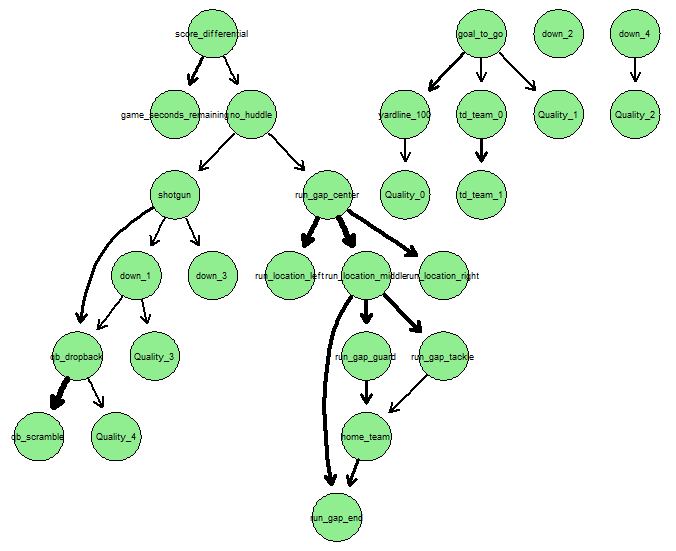 score_differential
goal_to_go
down_2
down_4
game_seconds_remaining
no_huddle
yardline_100
td_team_0
Quality_1
Quality_2
shotgun
run_gap_center
Quality_0
td_team_1
down_1
down_3
run_location_left
run_location_middle
run_location_right
qb_dropback
Quality_3
run_gap_guard
run_gap_tackle
qb_scramble
Quality_4
home_team
run_gap_end